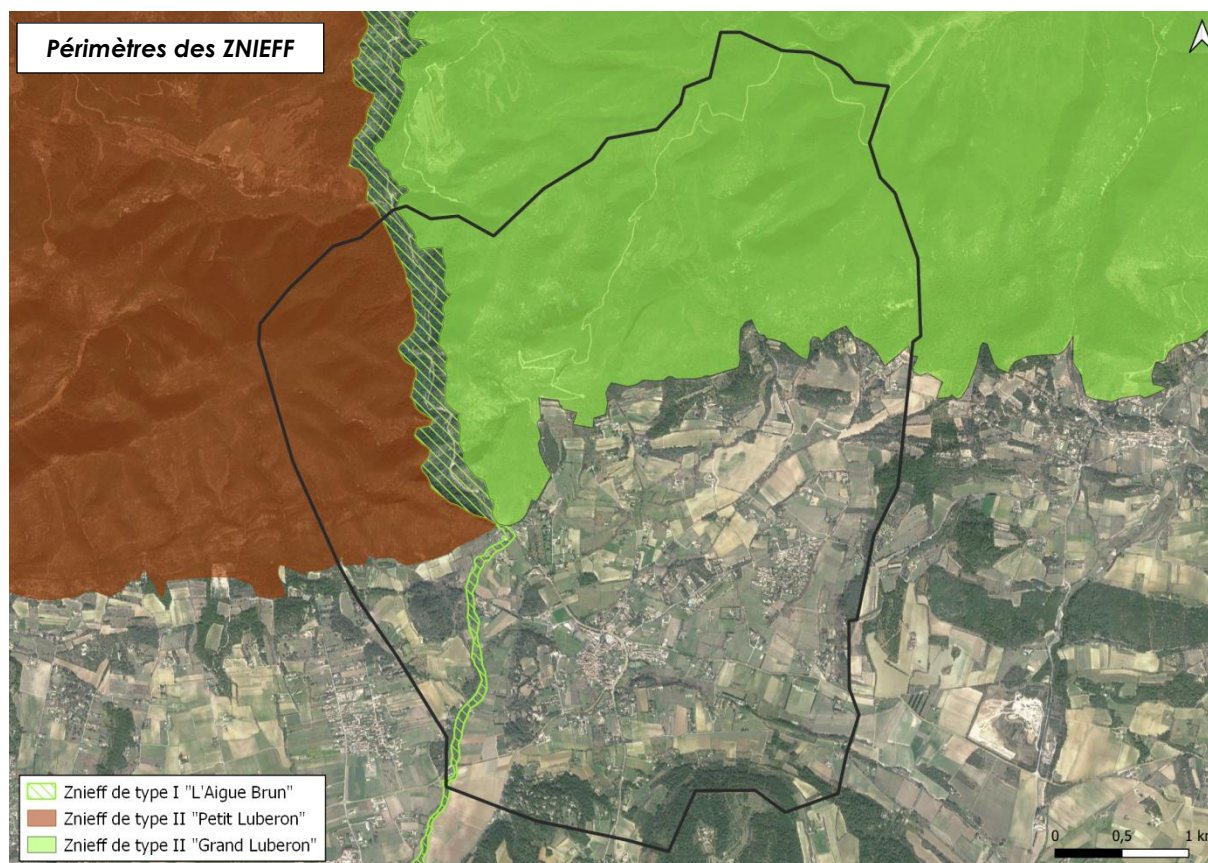 Périmètres des ZNIEFF
Znieff de type I "L'Aigue Brun"
Znieff de type II "Petit Luberon"
Znieff de type II "Grand Luberon"
0 0,5 1 km